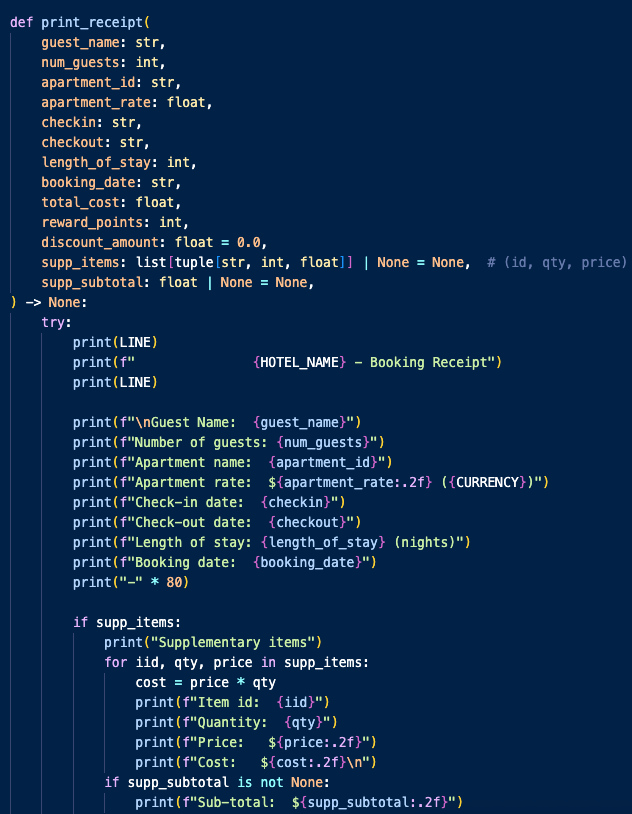 def print_receipt(
    guest_name: str,
    num_guests: int,
    apartment_id: str,
    apartment_rate: float,
    checkin: str,
    checkout: str,
    length_of_stay: int,
    booking_date: str,
    total_cost: float,
    reward_points: int,
    discount_amount: float = 0.0,
    supp_items: list[tuple[str, int, float]] | None = None,  # (id, qty, price)
    supp_subtotal: float | None = None,
) -> None:
    try:
        print(LINE)
        print(f"               {HOTEL_NAME} - Booking Receipt")
        print(LINE)

        print(f"\nGuest Name:  {guest_name}")
        print(f"Number of guests: {num_guests}")
        print(f"Apartment name:  {apartment_id}")
        print(f"Apartment rate:  ${apartment_rate:.2f} ({CURRENCY})")
        print(f"Check-in date:  {checkin}")
        print(f"Check-out date:  {checkout}")
        print(f"Length of stay: {length_of_stay} (nights)")
        print(f"Booking date:  {booking_date}")
        print("-" * 80)

        if supp_items:
            print("Supplementary items")
            for iid, qty, price in supp_items:
                cost = price * qty
                print(f"Item id:  {iid}")
                print(f"Quantity:  {qty}")
                print(f"Price:   ${price:.2f}")
                print(f"Cost:   ${cost:.2f}\n")
            if supp_subtotal is not None:
                print(f"Sub-total:  ${supp_subtotal:.2f}")